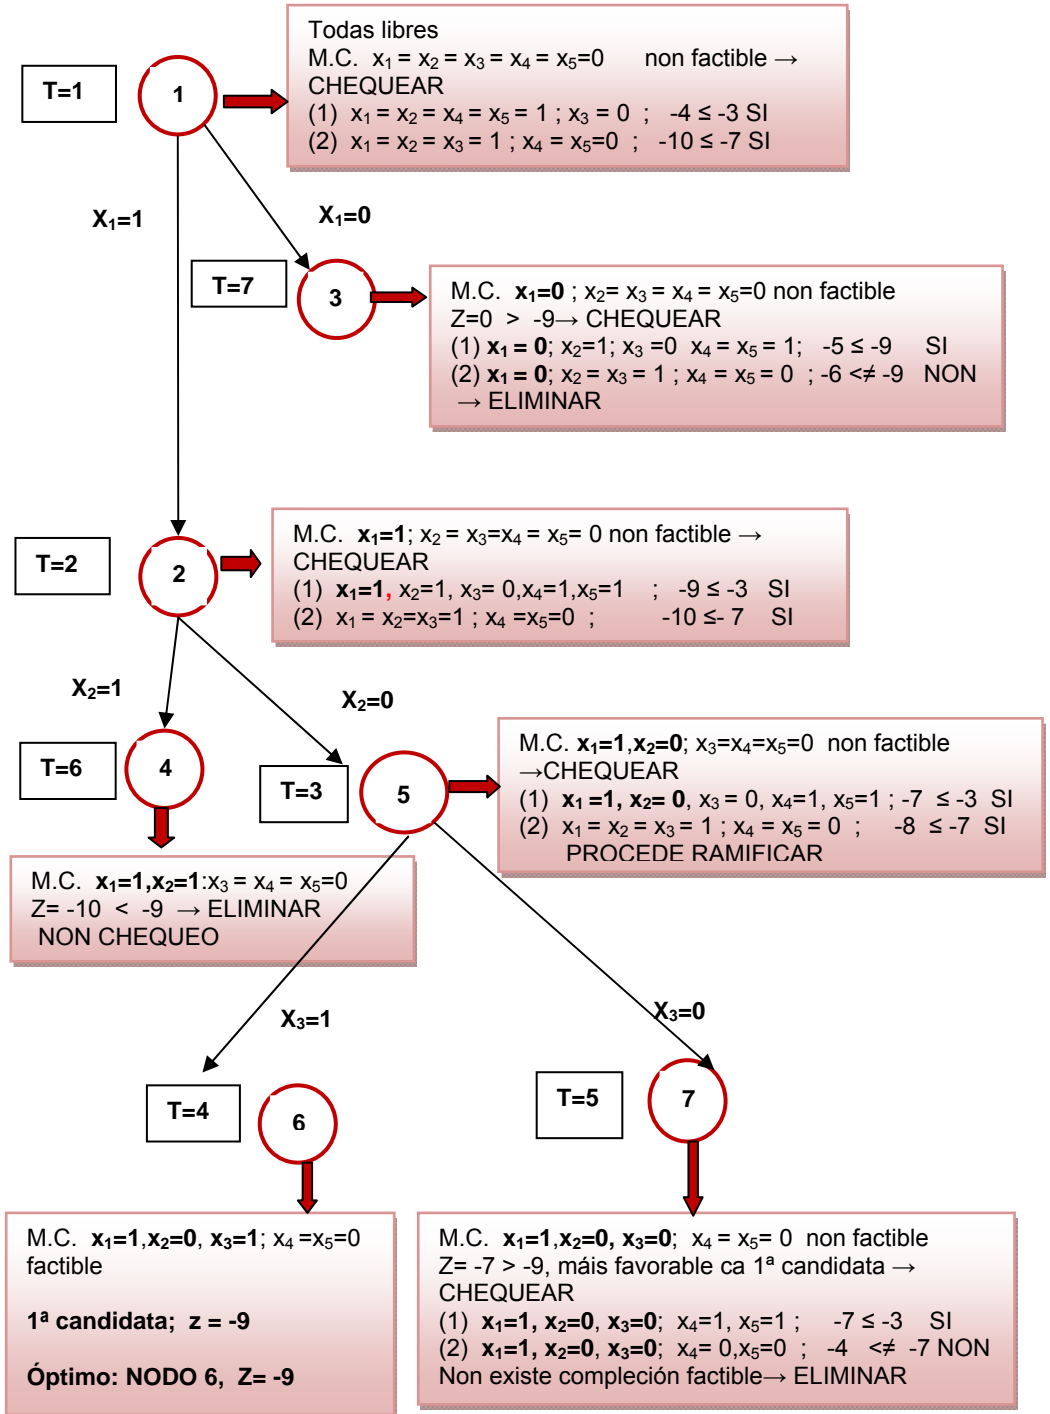 Todas libres
M.C. x₁ = x₂ = x₃ = x₄ = x₅=0 non factible →
CHEQUEAR
(1) x₁ = x₂ = x₄ = x₅ = 1 ; x₃ = 0 ; -4 ≤ -3 SI
(2) x₁ = x₂ = x₃ = 1 ; x₄ = x₅=0 ; -10 ≤ -7 SI
T=1
1
X₁=1
X₁=0
T=7
3
M.C. x₁=0 ; x₂= x₃ = x₄ = x₅=0 non factible
Z=0 > -9→ CHEQUEAR
(1) x₁ = 0; x₂=1; x₃ =0 x₄ = x₅ = 1; -5 ≤ -9 SI
(2) x₁ = 0; x₂ = x₃ = 1 ; x₄ = x₅ = 0 ; -6 <≠ -9 NON
→ ELIMINAR
T=2
2
M.C. x₁=1; x₂ = x₃=x₄ = x₅= 0 non factible →
CHEQUEAR
(1) x₁=1, x₂=1, x₃= 0,x₄=1,x₅=1 ; -9 ≤ -3 SI
(2) x₁ = x₂=x₃=1 ; x₄ =x₅=0 ; -10 ≤- 7 SI
X₂=1
X₂=0
T=6
4
T=3
5
M.C. x₁=1,x₂=0; x₃=x₄=x₅=0 non factible
→CHEQUEAR
(1) x₁ =1, x₂= 0, x₃ = 0, x₄=1, x₅=1 ; -7 ≤ -3 SI
(2) x₁ = x₂ = x₃ = 1 ; x₄ = x₅ = 0 ; -8 ≤ -7 SI
PROCEDE RAMIFICAR
M.C. x₁=1,x₂=1:x₃ = x₄ = x₅=0
Z= -10 < -9 → ELIMINAR
NON CHEQUEO
X₃=1
X₃=0
T=4
6
T=5
7
M.C. x₁=1,x₂=0, x₃=1; x₄ =x₅=0
factible
1ª candidata; z = -9
Óptimo: NODO 6, Z= -9
M.C. x₁=1,x₂=0, x₃=0; x₄ = x₅= 0 non factible
Z= -7 > -9, máis favorable ca 1ª candidata →
CHEQUEAR
(1) x₁=1, x₂=0, x₃=0; x₄=1, x₅=1 ; -7 ≤ -3 SI
(2) x₁=1, x₂=0, x₃=0; x₄= 0,x₅=0 ; -4 <≠ -7 NON
Non existe compleción factible→ ELIMINAR